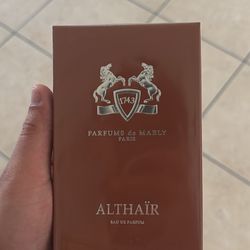 1743
PARFUMS de MARLY
PARIS
ALTHAÏR
EAU DE PARFUM